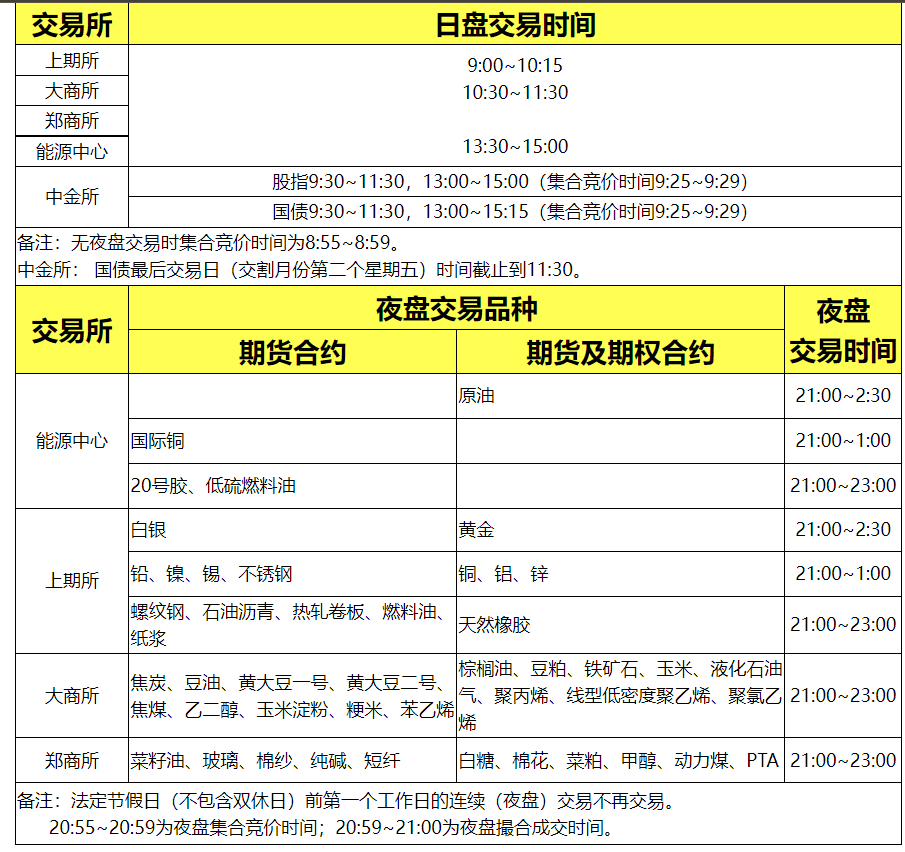 交易所 日盘交易时间
上期所
大商所
郑商所
能源中心
9:00~10:15
10:30~11:30
13:30~15:00
中金所
股指9:30~11:30，13:00~15:00（集合竞价时间9:25~9:29）
国债9:30~11:30，13:00~15:15（集合竞价时间9:25~9:29）
备注：无夜盘交易时集合竞价时间为8:55~8:59。
中金所： 国债最后交易日（交割月份第二个星期五）时间截止到11:30。
交易所
夜盘交易品种
期货合约 期货及期权合约
夜盘
交易时间
能源中心
原油 21:00~2:30
国际铜 21:00~1:00
20号胶、低硫燃料油 21:00~23:00
上期所
白银 黄金 21:00~2:30
铅、镍、锡、不锈钢 铜、铝、锌 21:00~1:00
螺纹钢、石油沥青、热轧卷板、燃料油、
纸浆
天然橡胶 21:00~23:00
大商所
焦炭、豆油、黄大豆一号、黄大豆二号、
焦煤、乙二醇、玉米淀粉、粳米、苯乙烯
棕榈油、豆粕、铁矿石、玉米、液化石油
气、聚丙烯、线型低密度聚乙烯、聚氯乙
烯
21:00~23:00
郑商所 菜籽油、玻璃、棉纱、纯碱、短纤 白糖、棉花、菜粕、甲醇、动力煤、PTA 21:00~23:00
备注：法定节假日（不包含双休日）前第一个工作日的连续（夜盘）交易不再交易。
20:55~20:59为夜盘集合竞价时间；20:59~21:00为夜盘撮合成交时间。